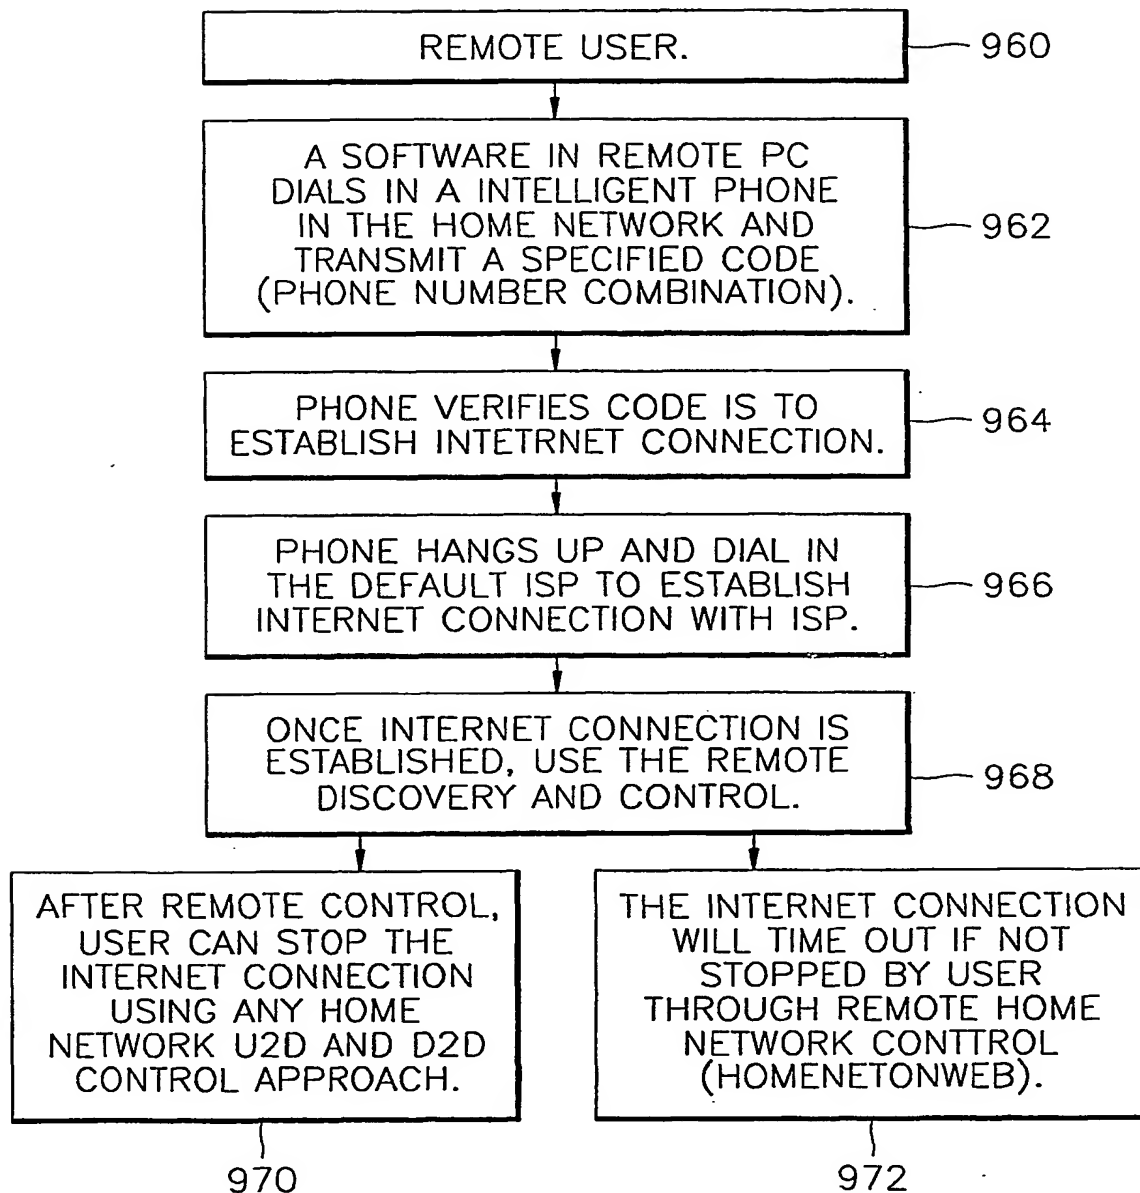 REMOTE USER.
960
A SOFTWARE IN REMOTE PC
DIALS IN A INTELLIGENT PHONE
IN THE HOME NETWORK AND
TRANSMIT A SPECIFIED CODE
(PHONE NUMBER COMBINATION).
962
PHONE VERIFIES CODE IS TO
ESTABLISH INTETRNET CONNECTION.
964
PHONE HANGS UP AND DIAL IN
THE DEFAULT ISP TO ESTABLISH
INTERNET CONNECTION WITH ISP.
966
ONCE INTERNET CONNECTION IS
ESTABLISHED, USE THE REMOTE
DISCOVERY AND CONTROL.
968
AFTER REMOTE CONTROL,
USER CAN STOP THE
INTERNET CONNECTION
USING ANY HOME
NETWORK U2D AND D2D
CONTROL APPROACH.
970
THE INTERNET CONNECTION
WILL TIME OUT IF NOT
STOPPED BY USER
THROUGH REMOTE HOME
NETWORK CONTTROL
(HOMENETONWEB).
972